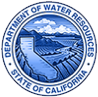 DEPARTMENT OF WATER RESOURCES
STATE OF CALIFORNIA